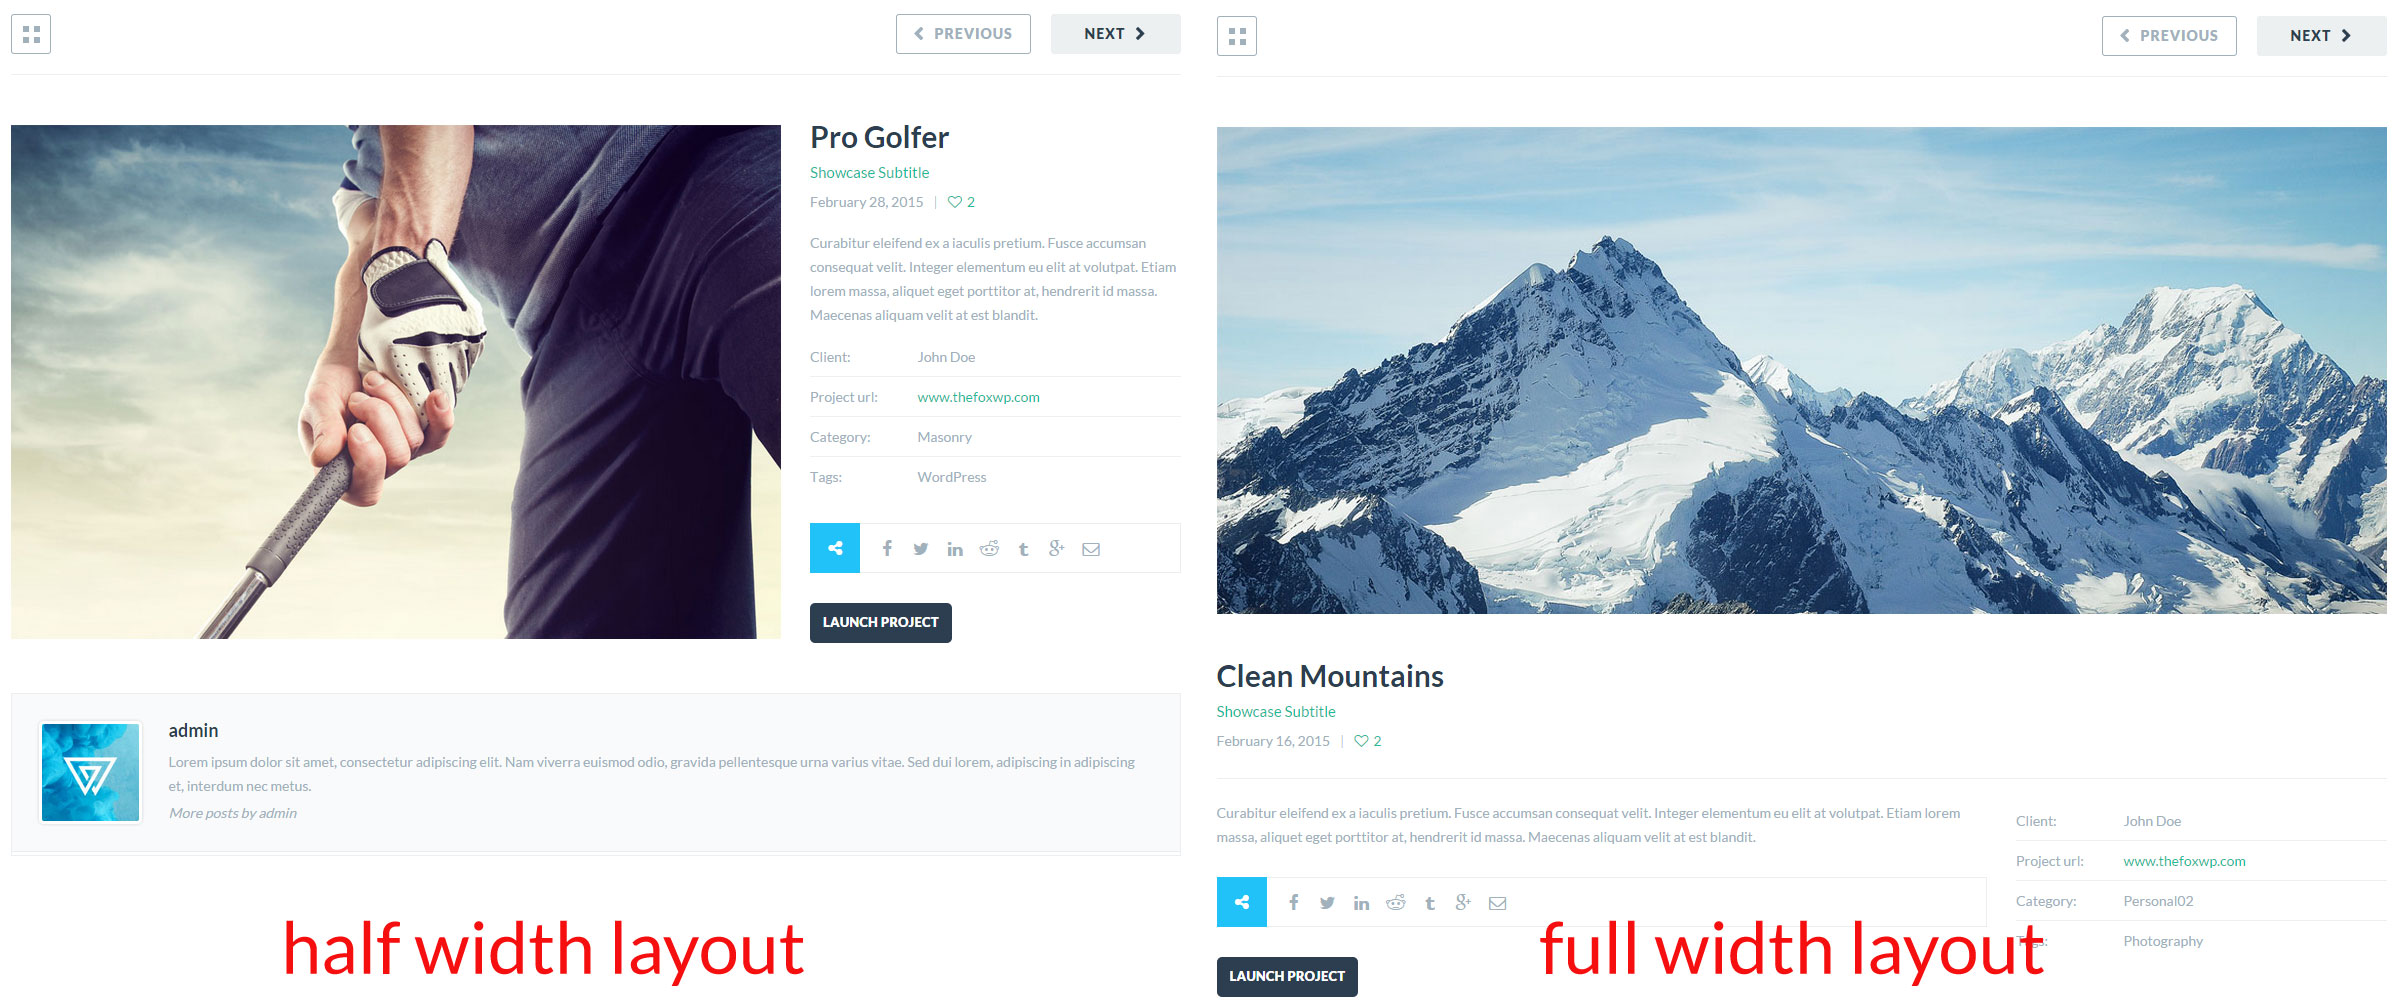 PREVIOUS
NEXT
Pro Golfer
Showcase Subtitle
February 28, 2015 | 2
Curabitur eleifend ex a iaculis pretium. Fusce accumsan
consequat velit. Integer elementum eu elit at volutpat. Etiam
lorem massa, aliquet eget porttitor at, hendrerit id massa.
Maecenas aliquam velit at est blandit.
Client: John Doe
Project url: www.thefoxwp.com
Category: Masonry
Tags: WordPress
LAUNCH PROJECT
admin
Lorem ipsum dolor sit amet, consectetur adipiscing elit. Nam viverra euismod odio, gravida pellentesque urna varius vitae. Sed dui lorem, adipiscing in adipiscing
et, interdum nec metus.
More posts by admin
half width layout
PREVIOUS
NEXT
Clean Mountains
Showcase Subtitle
February 16, 2015 | 2
Curabitur eleifend ex a iaculis pretium. Fusce accumsan consequat velit. Integer elementum eu elit at volutpat. Etiam lorem
massa, aliquet eget porttitor at, hendrerit id massa. Maecenas aliquam velit at est blandit.
Client: John Doe
Project url: www.thefoxwp.com
Category: Personal02
Tags: Photography
LAUNCH PROJECT
full width layout